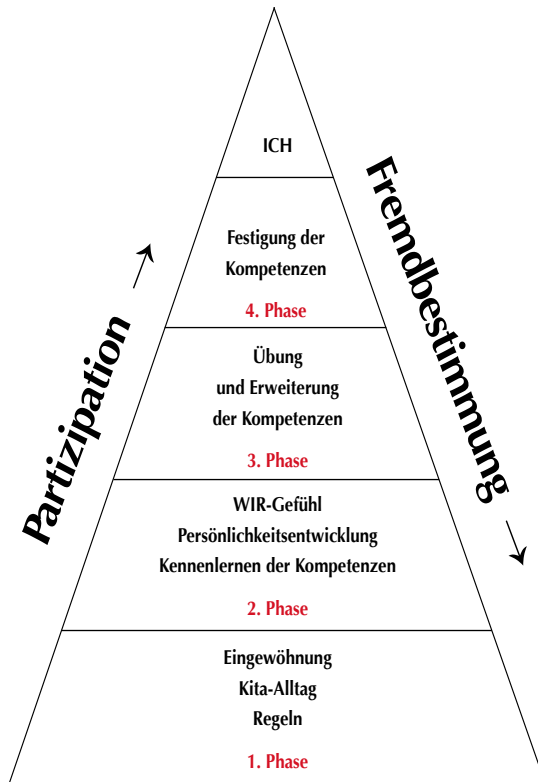 ICH
Festigung der
Kompetenzen
4. Phase
Übung
und Erweiterung
der Kompetenzen
3. Phase
WIR-Gefühl
Persönlichkeitsentwicklung
Kennenlernen der Kompetenzen
2. Phase
Eingewöhnung
Kita-Alltag
Regeln
1. Phase
Partizipation →
Fremdbestimmung →